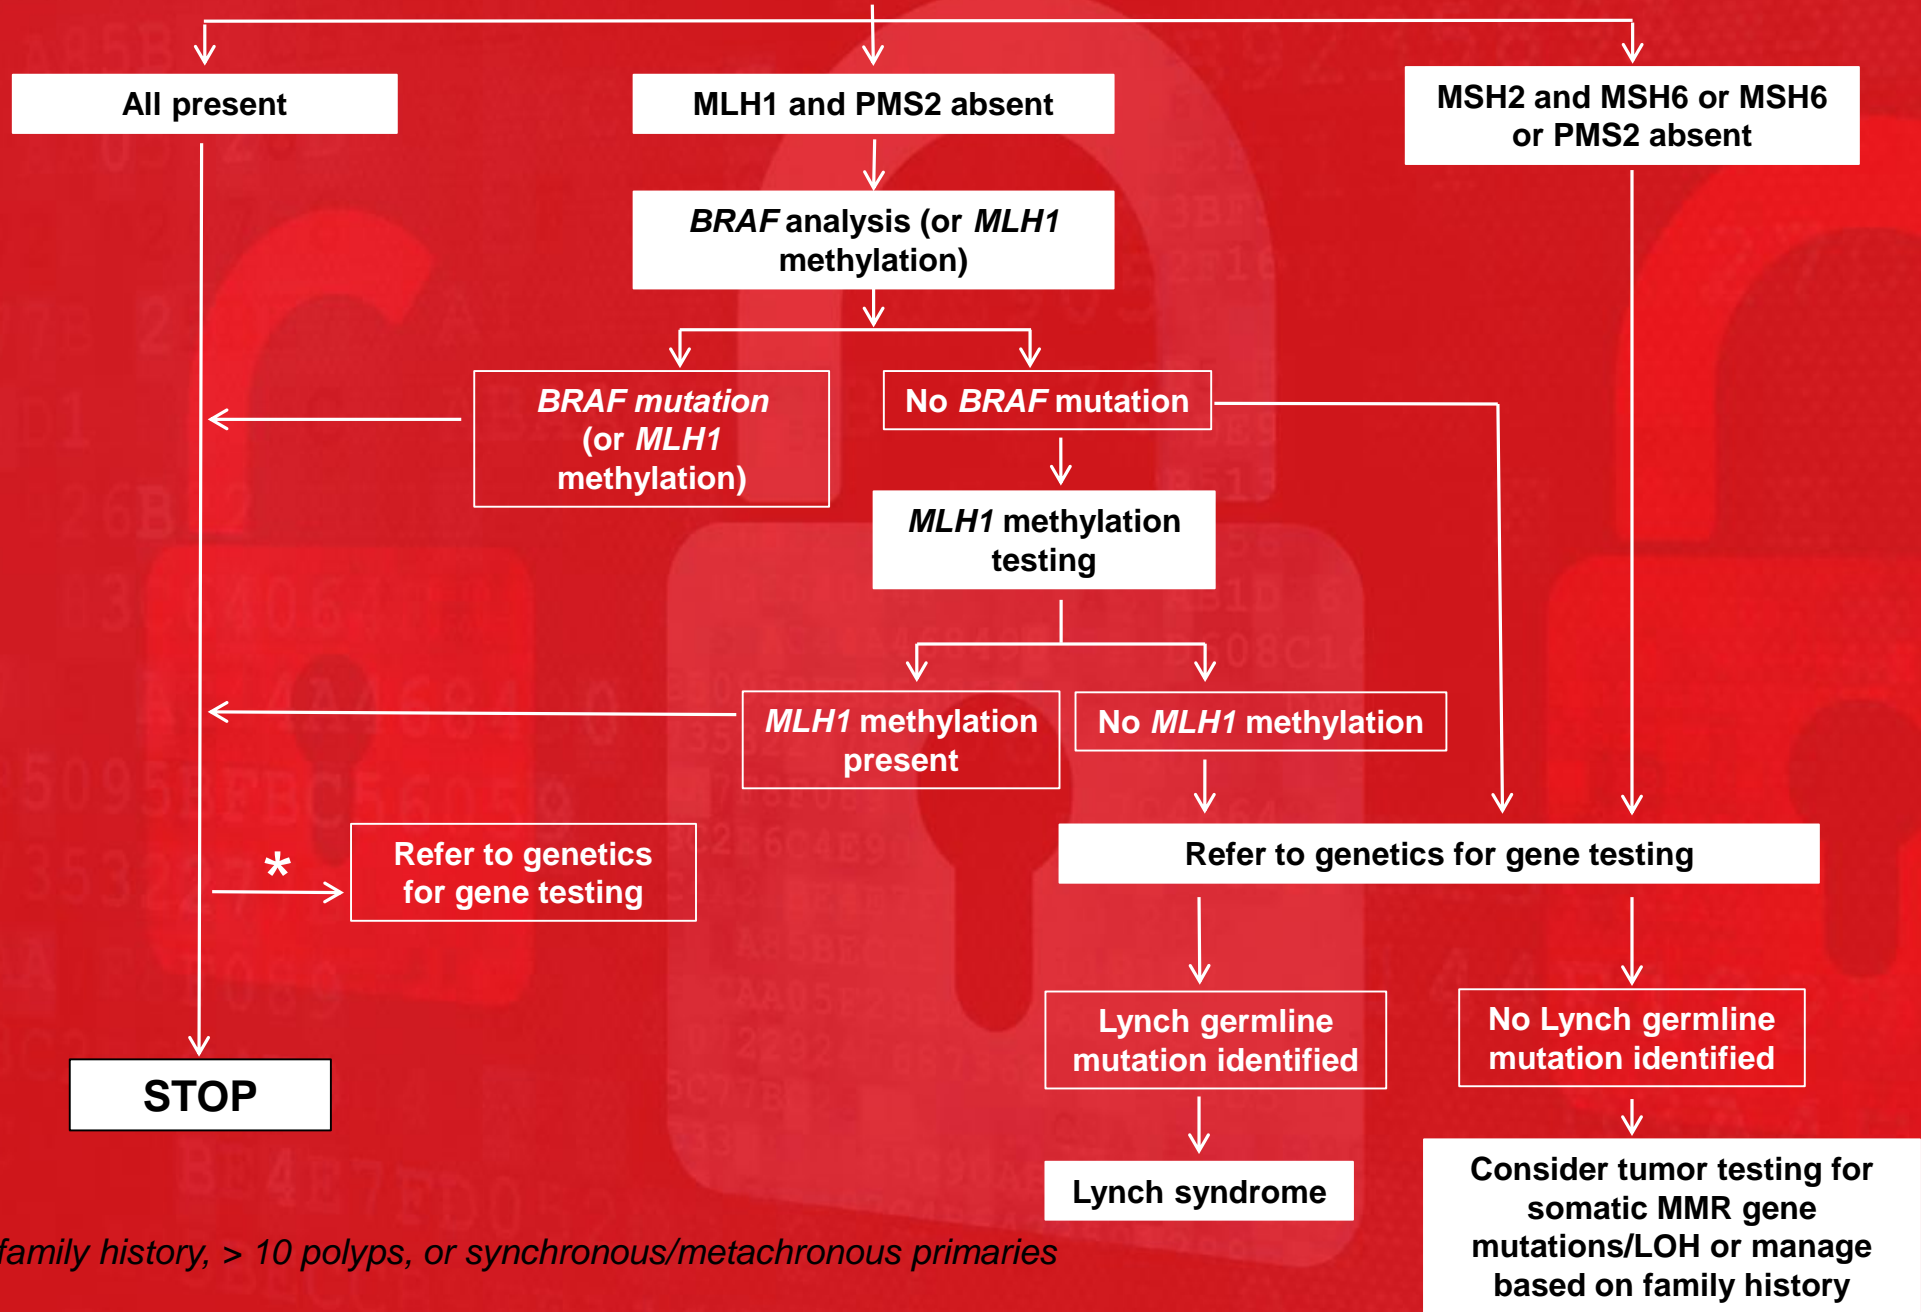 All present
MLH1 and PMS2 absent
MSH2 and MSH6 or MSH6
or PMS2 absent
BRAF analysis (or MLH1
methylation)
BRAF mutation
(or MLH1
methylation)
No BRAF mutation
MLH1 methylation
testing
MLH1 methylation
present
No MLH1 methylation
*
Refer to genetics
for gene testing
Refer to genetics for gene testing
Lynch germline
mutation identified
No Lynch germline
mutation identified
STOP
Lynch syndrome
Consider tumor testing for
somatic MMR gene
mutations/LOH or manage
based on family history
family history, > 10 polyps, or synchronous/metachronous primaries